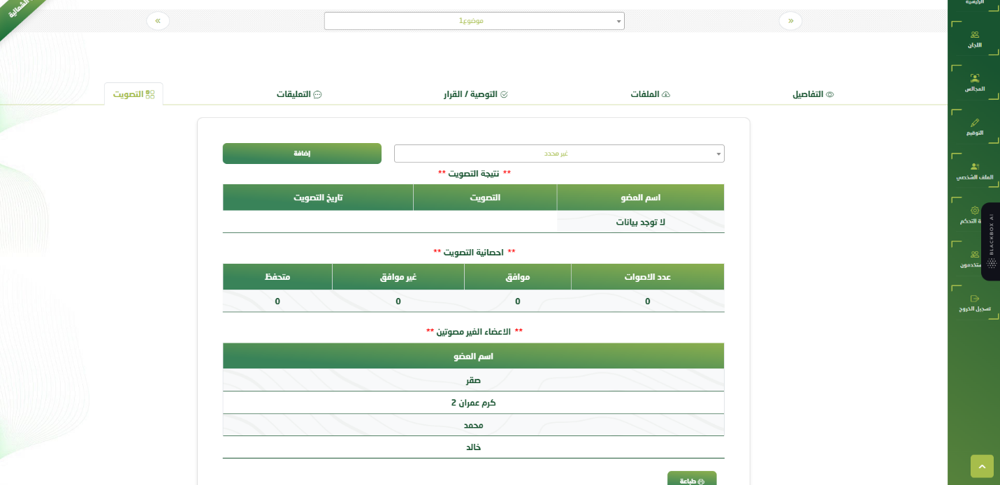 الشمالية
الرئيسية
موضوع1
التفاصيل
الملفات
التوصية / القرار
التعليقات
التصويت
غير محدد
إضافة
** نتيجة التصويت **
اسم العضو التصويت تاريخ التصويت
لا توجد بيانات
** احصائية التصويت **
عدد الاصوات موافق غير موافق متحفظ
0 0 0 0
** الاعضاء الغير مصوتين **
اسم العضو
صقر
كرم عمران 2
محمد
خالد
طباعة
اللجان
المجالس
التوقيع
الملف الشخصي
ة التحكم
ستخدمون
تسجيل الخروج
BLACKBOX AI